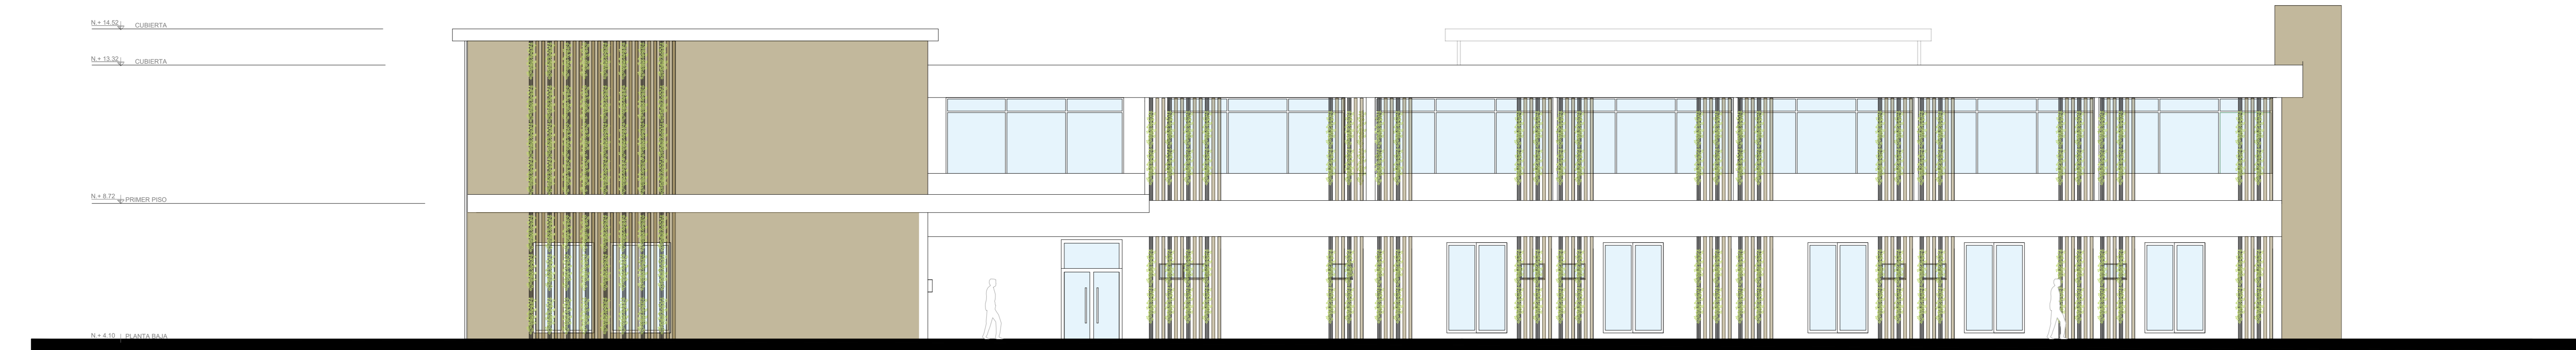 N.+ 14.52 CUBIERTA
N.+ 13.32 CUBIERTA
N.+ 8.72 PRIMER PISO
N.+ 4.10 PLANTA BAJA